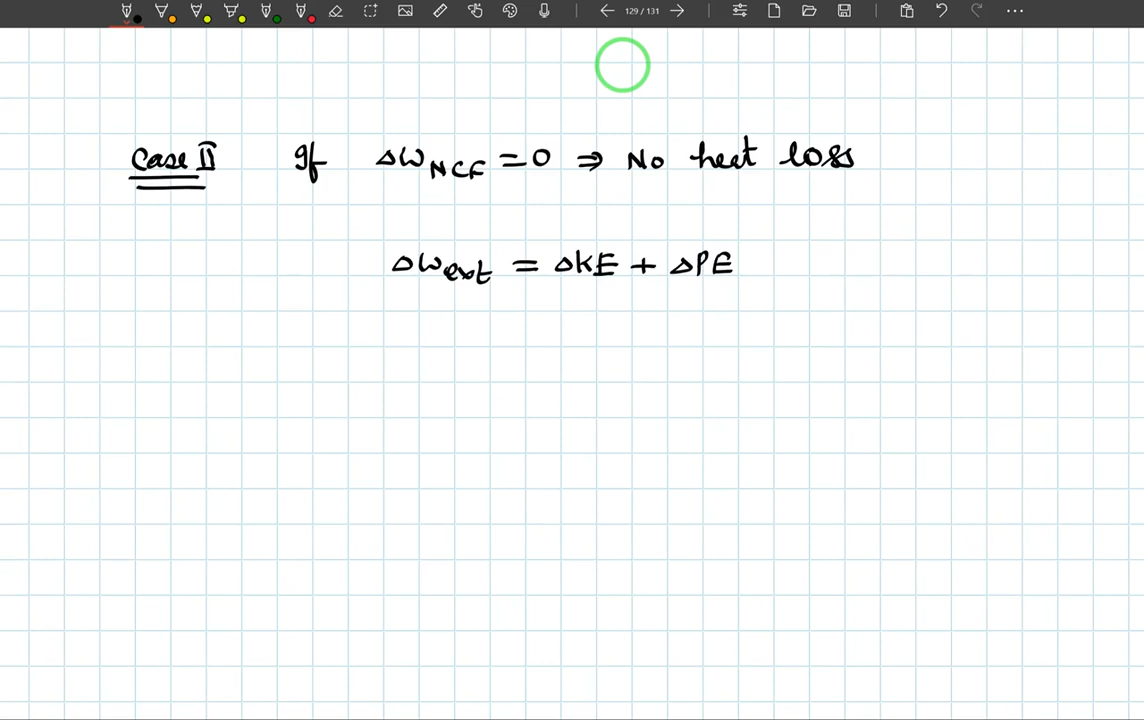 129 / 131
Case II If ΔW_NCF = 0 ⇒ No heat loss
ΔW_ext = ΔKE + ΔPE